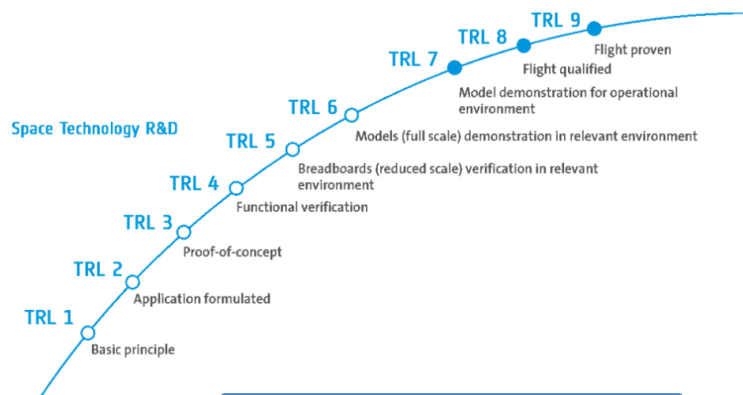 TRL 9
Flight proven
TRL 8
Flight qualified
TRL 7
Model demonstration for operational
environment
TRL 6
Models (full scale) demonstration in relevant environment
Space Technology R&D
TRL 5
Breadboards (reduced scale) verification in relevant
environment
TRL 4
Functional verification
TRL 3
Proof-of-concept
TRL 2
Application formulated
TRL 1
Basic principle